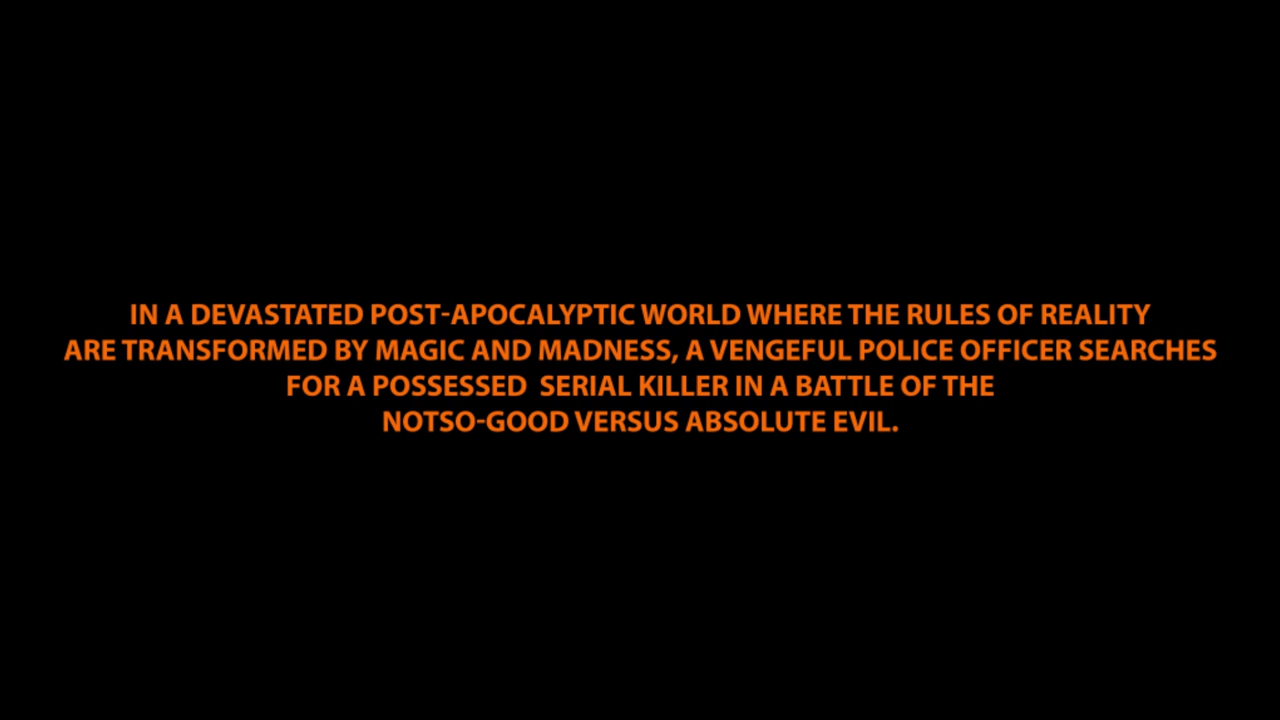 IN A DEVASTATED POST-APOCALYPTIC WORLD WHERE THE RULES OF REALITY
ARE TRANSFORMED BY MAGIC AND MADNESS, A VENGEFUL POLICE OFFICER SEARCHES
FOR A POSSESSED  SERIAL KILLER IN A BATTLE OF THE
NOTSO-GOOD VERSUS ABSOLUTE EVIL.